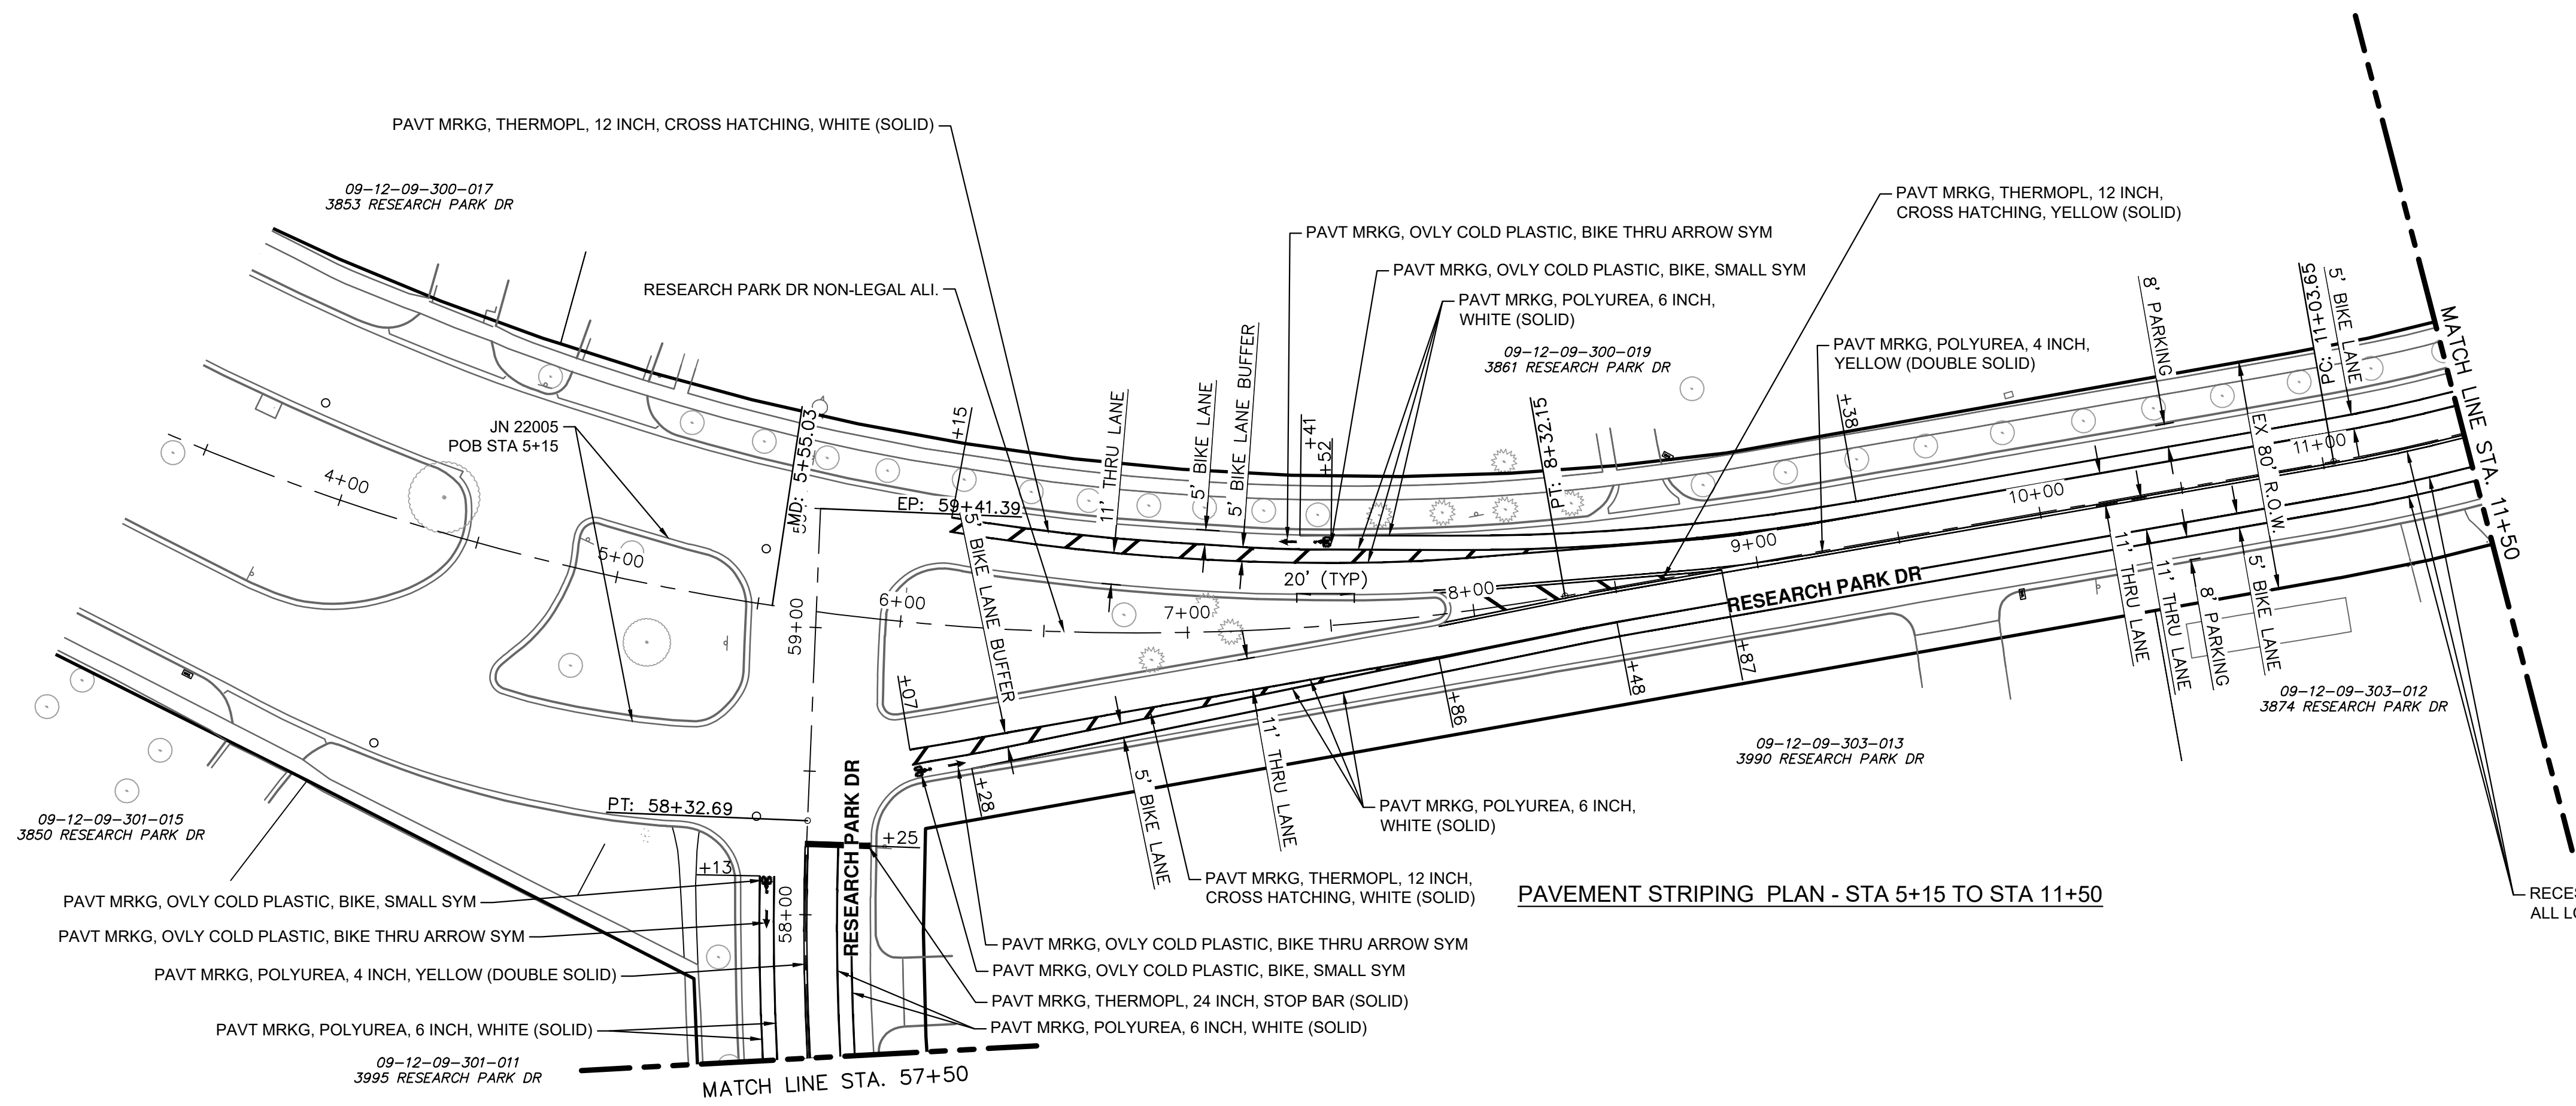 PAVT MRKG, THERMOPL, 12 INCH, CROSS HATCHING, WHITE (SOLID)
09-12-09-300-017
3853 RESEARCH PARK DR
RESEARCH PARK DR NON-LEGAL ALI.
PAVT MRKG, OVLY COLD PLASTIC, BIKE THRU ARROW SYM
PAVT MRKG, OVLY COLD PLASTIC, BIKE, SMALL SYM
PAVT MRKG, POLYUREA, 6 INCH,
WHITE (SOLID)
09-12-09-300-019
3861 RESEARCH PARK DR
PAVT MRKG, THERMOPL, 12 INCH,
CROSS HATCHING, YELLOW (SOLID)
PAVT MRKG, POLYUREA, 4 INCH,
YELLOW (DOUBLE SOLID)
8' PARKING
PC: 11+03.65
5' BIKE LANE
MATCH LINE STA. 11+50
JN 22005
POB STA 5+15
MD: 5+55.03
+15
11' THRU LANE
5' BIKE LANE
5' BIKE LANE BUFFER
+41
+52
PT: 8+32.15
+38
EX 80' R.O.W.
EP: 59+41.39
5' BIKE LANE BUFFER
4+00
5+00
6+00
7+00
8+00
9+00
10+00
11+00
59+00
20' (TYP)
RESEARCH PARK DR
+07
+28
+86
+48
+87
11' THRU LANE
11' THRU LANE
8' PARKING
5' BIKE LANE
09-12-09-303-012
3874 RESEARCH PARK DR
09-12-09-303-013
3990 RESEARCH PARK DR
5' BIKE LANE
11' THRU LANE
PAVT MRKG, POLYUREA, 6 INCH,
WHITE (SOLID)
PAVT MRKG, THERMOPL, 12 INCH,
CROSS HATCHING, WHITE (SOLID)
PAVEMENT STRIPING PLAN - STA 5+15 TO STA 11+50
ALL
09-12-09-301-015
3850 RESEARCH PARK DR
PT: 58+32.69
+25
+13
58+00
RESEARCH PARK DR
PAVT MRKG, OVLY COLD PLASTIC, BIKE, SMALL SYM
PAVT MRKG, OVLY COLD PLASTIC, BIKE THRU ARROW SYM
PAVT MRKG, POLYUREA, 4 INCH, YELLOW (DOUBLE SOLID)
PAVT MRKG, POLYUREA, 6 INCH, WHITE (SOLID)
09-12-09-301-011
3995 RESEARCH PARK DR
PAVT MRKG, OVLY COLD PLASTIC, BIKE THRU ARROW SYM
PAVT MRKG, OVLY COLD PLASTIC, BIKE, SMALL SYM
PAVT MRKG, THERMOPL, 24 INCH, STOP BAR (SOLID)
PAVT MRKG, POLYUREA, 6 INCH, WHITE (SOLID)
MATCH LINE STA. 57+50